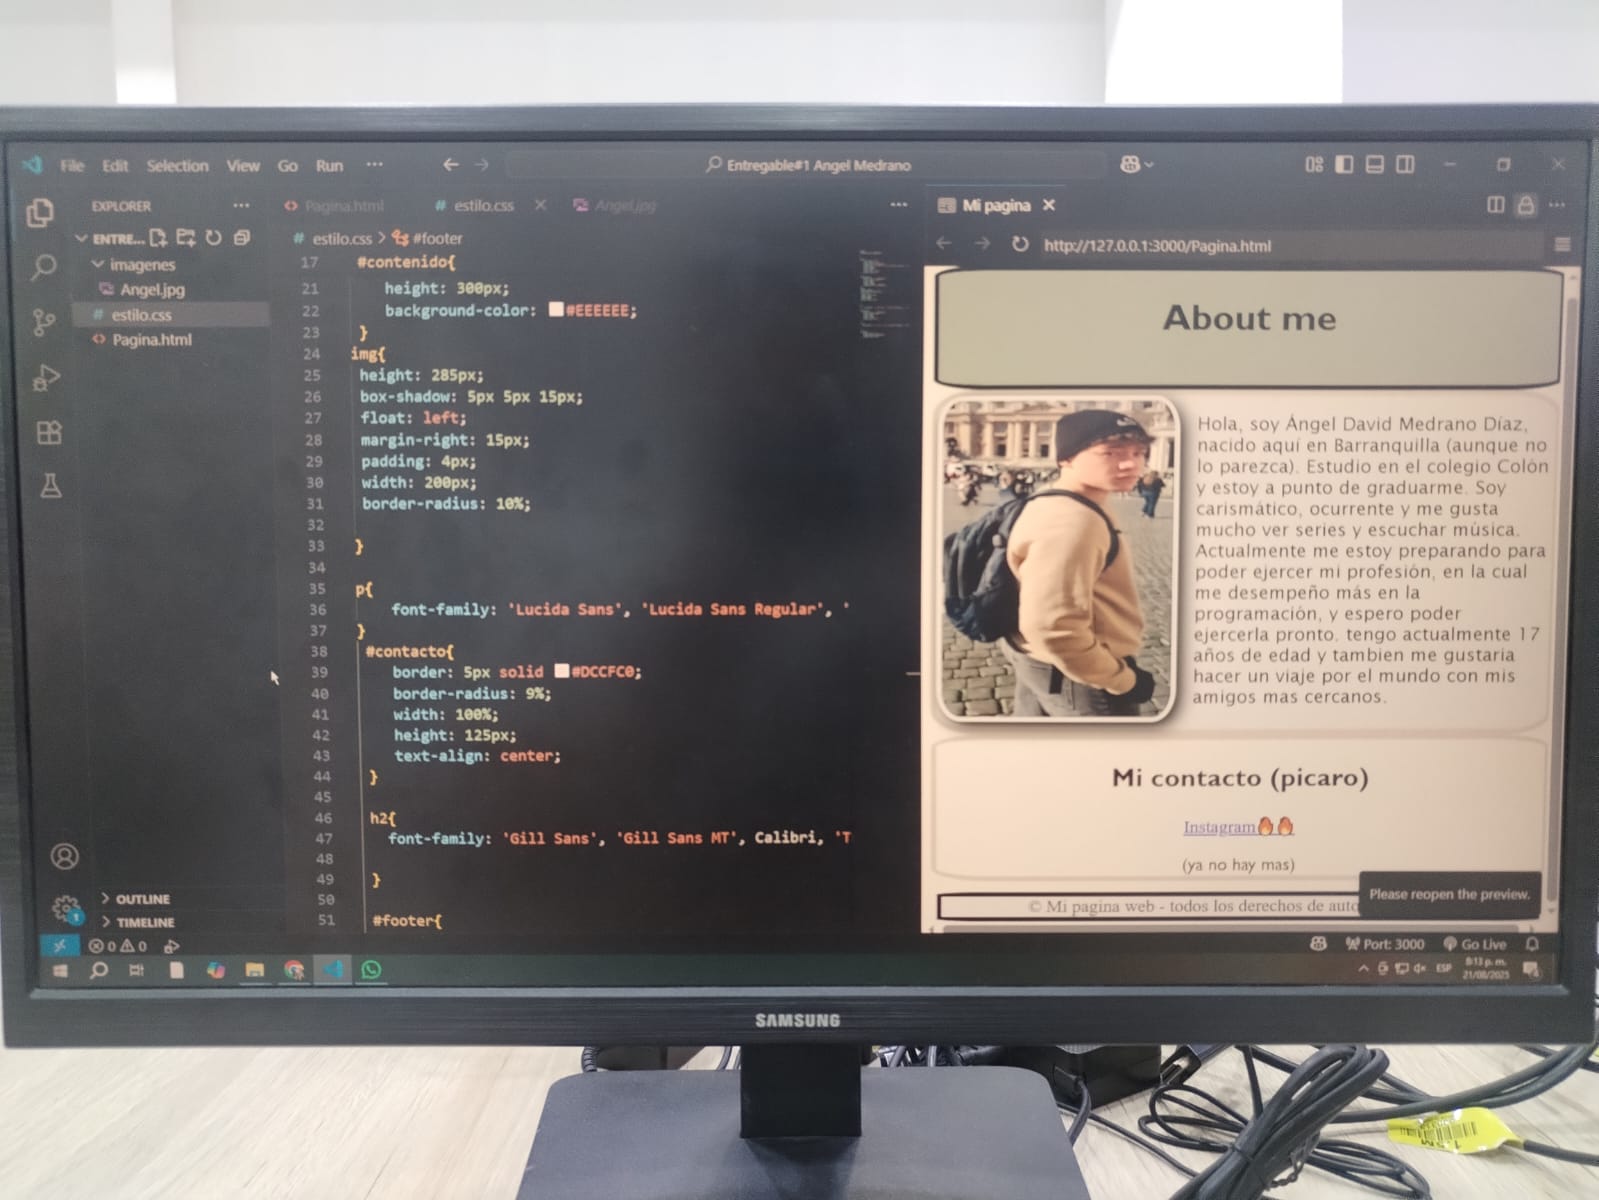 File Edit Selection View Go Run ...
Entregable#1 Angel Medrano
EXPLORER
Pagina.html
# estilo.css
Angel.jpg
Mi pagina
ENTRE...
# estilo.css > #footer
http://127.0.0.1:3000/Pagina.html
imagenes
Angel.jpg
# estilo.css
<> Pagina.html
17 #contenido{
21 height: 300px;
22 background-color: #EEEEEE;
23 }
24 img{
25 height: 285px;
26 box-shadow: 5px 5px 15px;
27 float: left;
28 margin-right: 15px;
29 padding: 4px;
30 width: 200px;
31 border-radius: 10%;
32
33 }
34
35 p{
36 font-family: 'Lucida Sans', 'Lucida Sans Regular', '
37 }
38 #contacto{
39 border: 5px solid #DCCFC0;
40 border-radius: 9%;
41 width: 100%;
42 height: 125px;
43 text-align: center;
44 }
45
46 h2{
47 font-family: 'Gill Sans', 'Gill Sans MT', Calibri, 'T
48
49 }
50
51 #footer{
OUTLINE
TIMELINE
About me
Hola, soy Ángel David Medrano Díaz,
nacido aquí en Barranquilla (aunque no
lo parezca). Estudio en el colegio Colón
y estoy a punto de graduarme. Soy
carismático, ocurrente y me gusta
mucho ver series y escuchar música.
Actualmente me estoy preparando para
poder ejercer mi profesión, en la cual
me desempeño más en la
programación, y espero poder
ejercerla pronto. tengo actualmente 17
años de edad y tambien me gustaria
hacer un viaje por el mundo con mis
amigos mas cercanos.
Mi contacto (picaro)
Instagram🔥🔥
(ya no hay mas)
© Mi pagina web - todos los derechos de auto
Please reopen the preview.
0 0
Port: 3000 Go Live
ESP
8:13 p. m.
21/08/2025
SAMSUNG